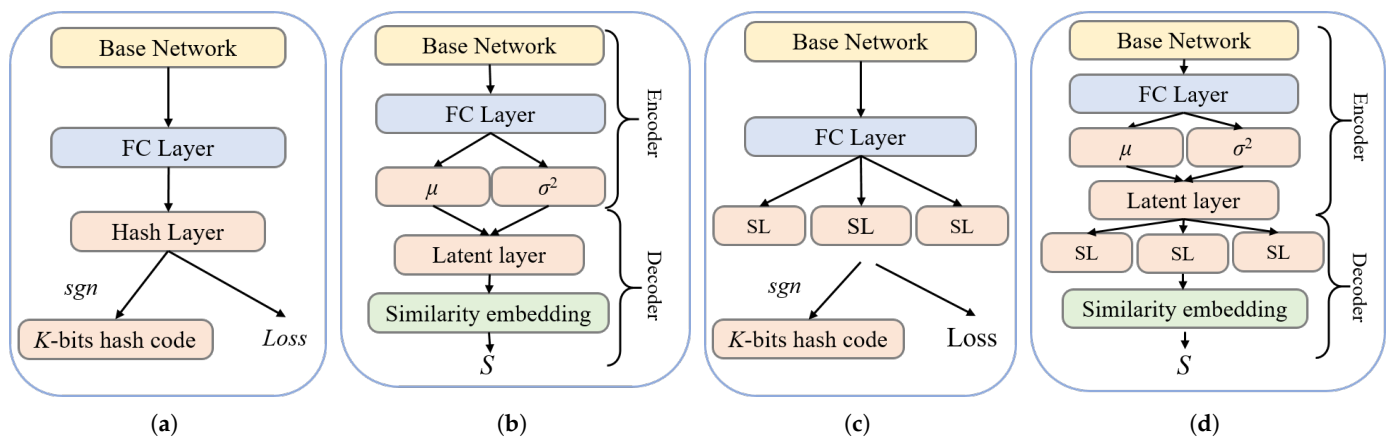 Base Network
FC Layer
Hash Layer
sgn
K-bits hash code
Loss
(a)
Base Network
FC Layer
μ
σ²
Latent layer
Similarity embedding
S
Encoder
Decoder
(b)
Base Network
FC Layer
SL
SL
SL
sgn
K-bits hash code
Loss
(c)
Base Network
FC Layer
μ
σ²
Latent layer
SL
SL
SL
Similarity embedding
S
Encoder
Decoder
(d)